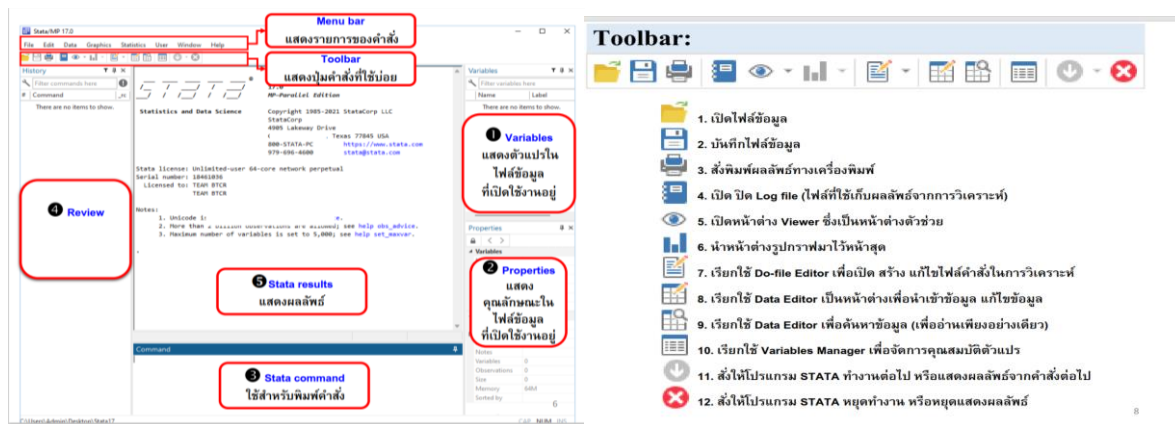 Stata/MP 17.0
Menu bar
แสดงรายการของคำสั่ง
File Edit Data Graphics Statistics User Window Help
Toolbar
แสดงปุ่มคำสั่งที่ใช้บ่อย
History
Filter commands here
# Command _rc
There are no items to show.
❹ Review
17.0
MP-Parallel Edition
Statistics and Data Science
Copyright 1985-2021 StataCorp LLC
StataCorp
4905 Lakeway Drive
Texas 77845 USA
800-STATA-PC https://www.stata.com
979-696-4600 stata@stata.com
Stata license: Unlimited-user 64-core network perpetual
Serial number: 18461036
Licensed to: TEAM BTCR
TEAM BTCR
Notes:
1. Unicode i
2. More than 2 billion observations are allowed; see help obs_advice.
3. Maximum number of variables is set to 5,000; see help set_maxvar.
.
❺ Stata results
แสดงผลลัพธ์
Command
❸ Stata command
ใช้สำหรับพิมพ์คำสั่ง
Variables
Filter variables here
Name Label
There are no items to show.
❶ Variables
แสดงตัวแปรใน
ไฟล์ข้อมูล
ที่เปิดใช้งานอยู่
Properties
Variables
❷ Properties
แสดง
คุณลักษณะใน
ไฟล์ข้อมูล
ที่เปิดใช้งานอยู่
Notes
Variables 0
Observations 0
Size 0
Memory 64M
Sorted by
6
C:\Users\Admin\Desktop\Stata17
CAP NUM INS
Toolbar:
1. เปิดไฟล์ข้อมูล
2. บันทึกไฟล์ข้อมูล
3. สั่งพิมพ์ผลลัพธ์ทางเครื่องพิมพ์
4. เปิด ปิด Log file (ไฟล์ที่ใช้เก็บผลลัพธ์จากการวิเคราะห์)
5. เปิดหน้าต่าง Viewer ซึ่งเป็นหน้าต่างตัวช่วย
6. นำหน้าต่างรูปกราฟมาไว้หน้าสุด
7. เรียกใช้ Do-file Editor เพื่อเปิด สร้าง แก้ไขไฟล์คำสั่งในการวิเคราะห์
8. เรียกใช้ Data Editor เป็นหน้าต่างเพื่อนำเข้าข้อมูล แก้ไขข้อมูล
9. เรียกใช้ Data Editor เพื่อค้นหาข้อมูล (เพื่ออ่านเพียงอย่างเดียว)
10. เรียกใช้ Variables Manager เพื่อจัดการคุณสมบัติตัวแปร
11. สั่งให้โปรแกรม STATA ทำงานต่อไป หรือแสดงผลลัพธ์จากคำสั่งต่อไป
12. สั่งให้โปรแกรม STATA หยุดทำงาน หรือหยุดแสดงผลลัพธ์
8